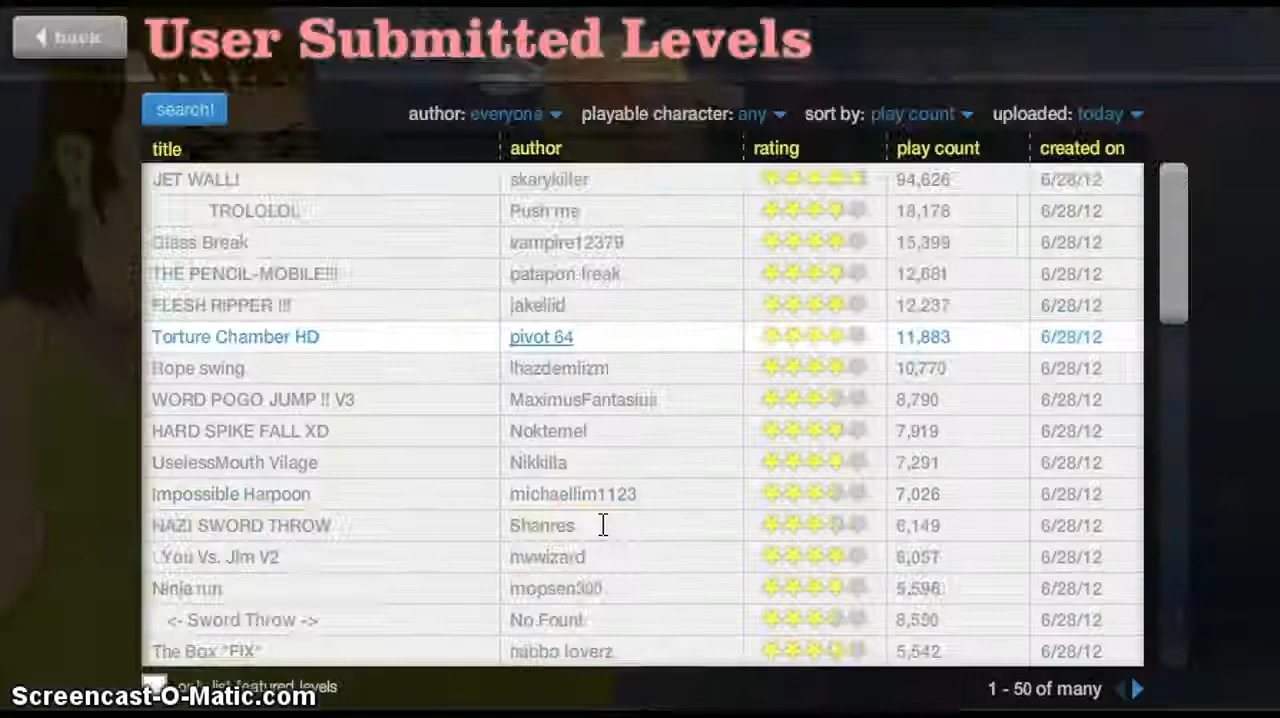 back User Submitted Levels
search! author: everyone playable character: any sort by: play count uploaded: today
title author rating play count created on
JET WALL! skarykiller 94,626 6/28/12
TROLOLOL Push me 18,178 6/28/12
Glass Break vampire12379 15,399 6/28/12
THE PENCIL-MOBILE!!! patapon freak 12,681 6/28/12
FLESH RIPPER !!! jakeliid 12,237 6/28/12
Torture Chamber HD pivot 64 11,883 6/28/12
Rope swing lhazdemlizm 10,770 6/28/12
WORD POGO JUMP !! V3 MaximusFantasius 8,790 6/28/12
HARD SPIKE FALL XD Noktemel 7,919 6/28/12
UselessMouth Vilage Nikkilla 7,291 6/28/12
Impossible Harpoon michaellim1123 7,026 6/28/12
NAZI SWORD THROW Shanres 6,149 6/28/12
You Vs. Jim V2 nwwizard 6,057 6/28/12
Ninja run mopsen300 5,596 6/28/12
<- Sword Throw -> No Fount 6/28/12
The Box *FIX* habbo loverz 5,542 6/28/12
list featured levels 1 - 50 of many
Screencast-O-Matic.com